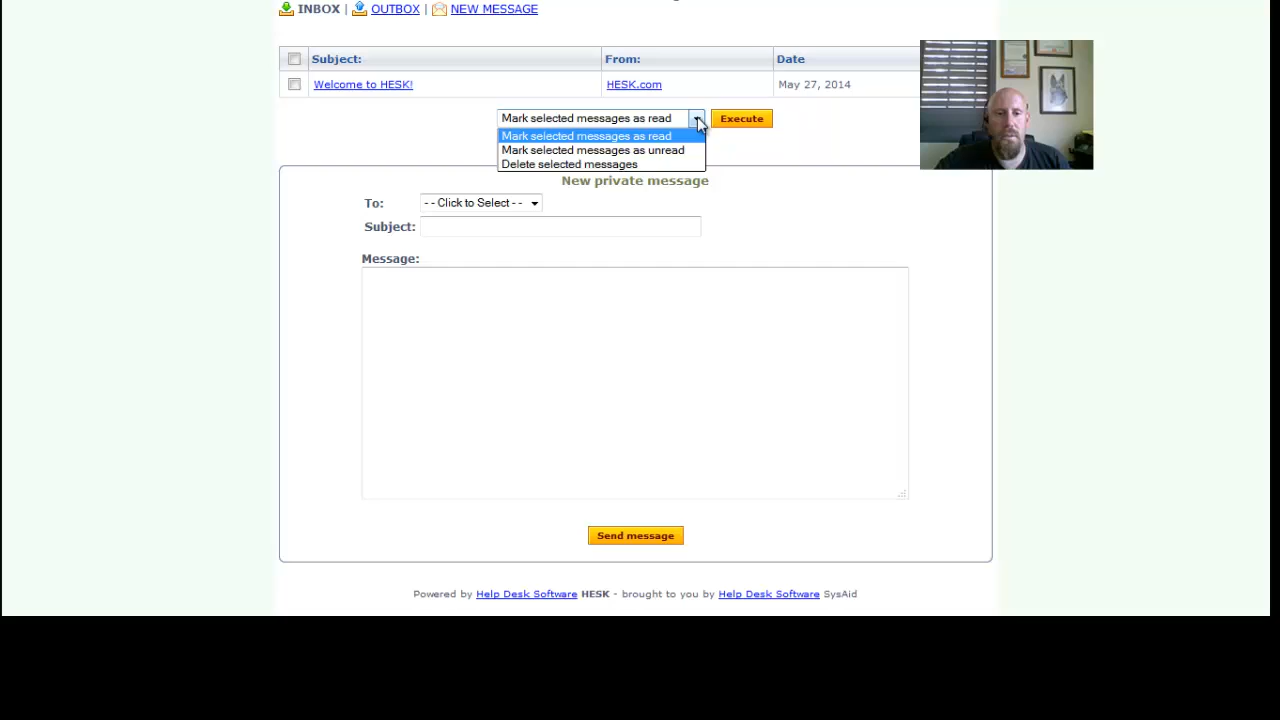 INBOX | OUTBOX | NEW MESSAGE
Subject: From: Date
Welcome to HESK! HESK.com May 27, 2014
Mark selected messages as read Execute
Mark selected messages as read
Mark selected messages as unread
Delete selected messages
New private message
To: - - Click to Select - -
Subject:
Message:
Send message
Powered by Help Desk Software HESK - brought to you by Help Desk Software SysAid